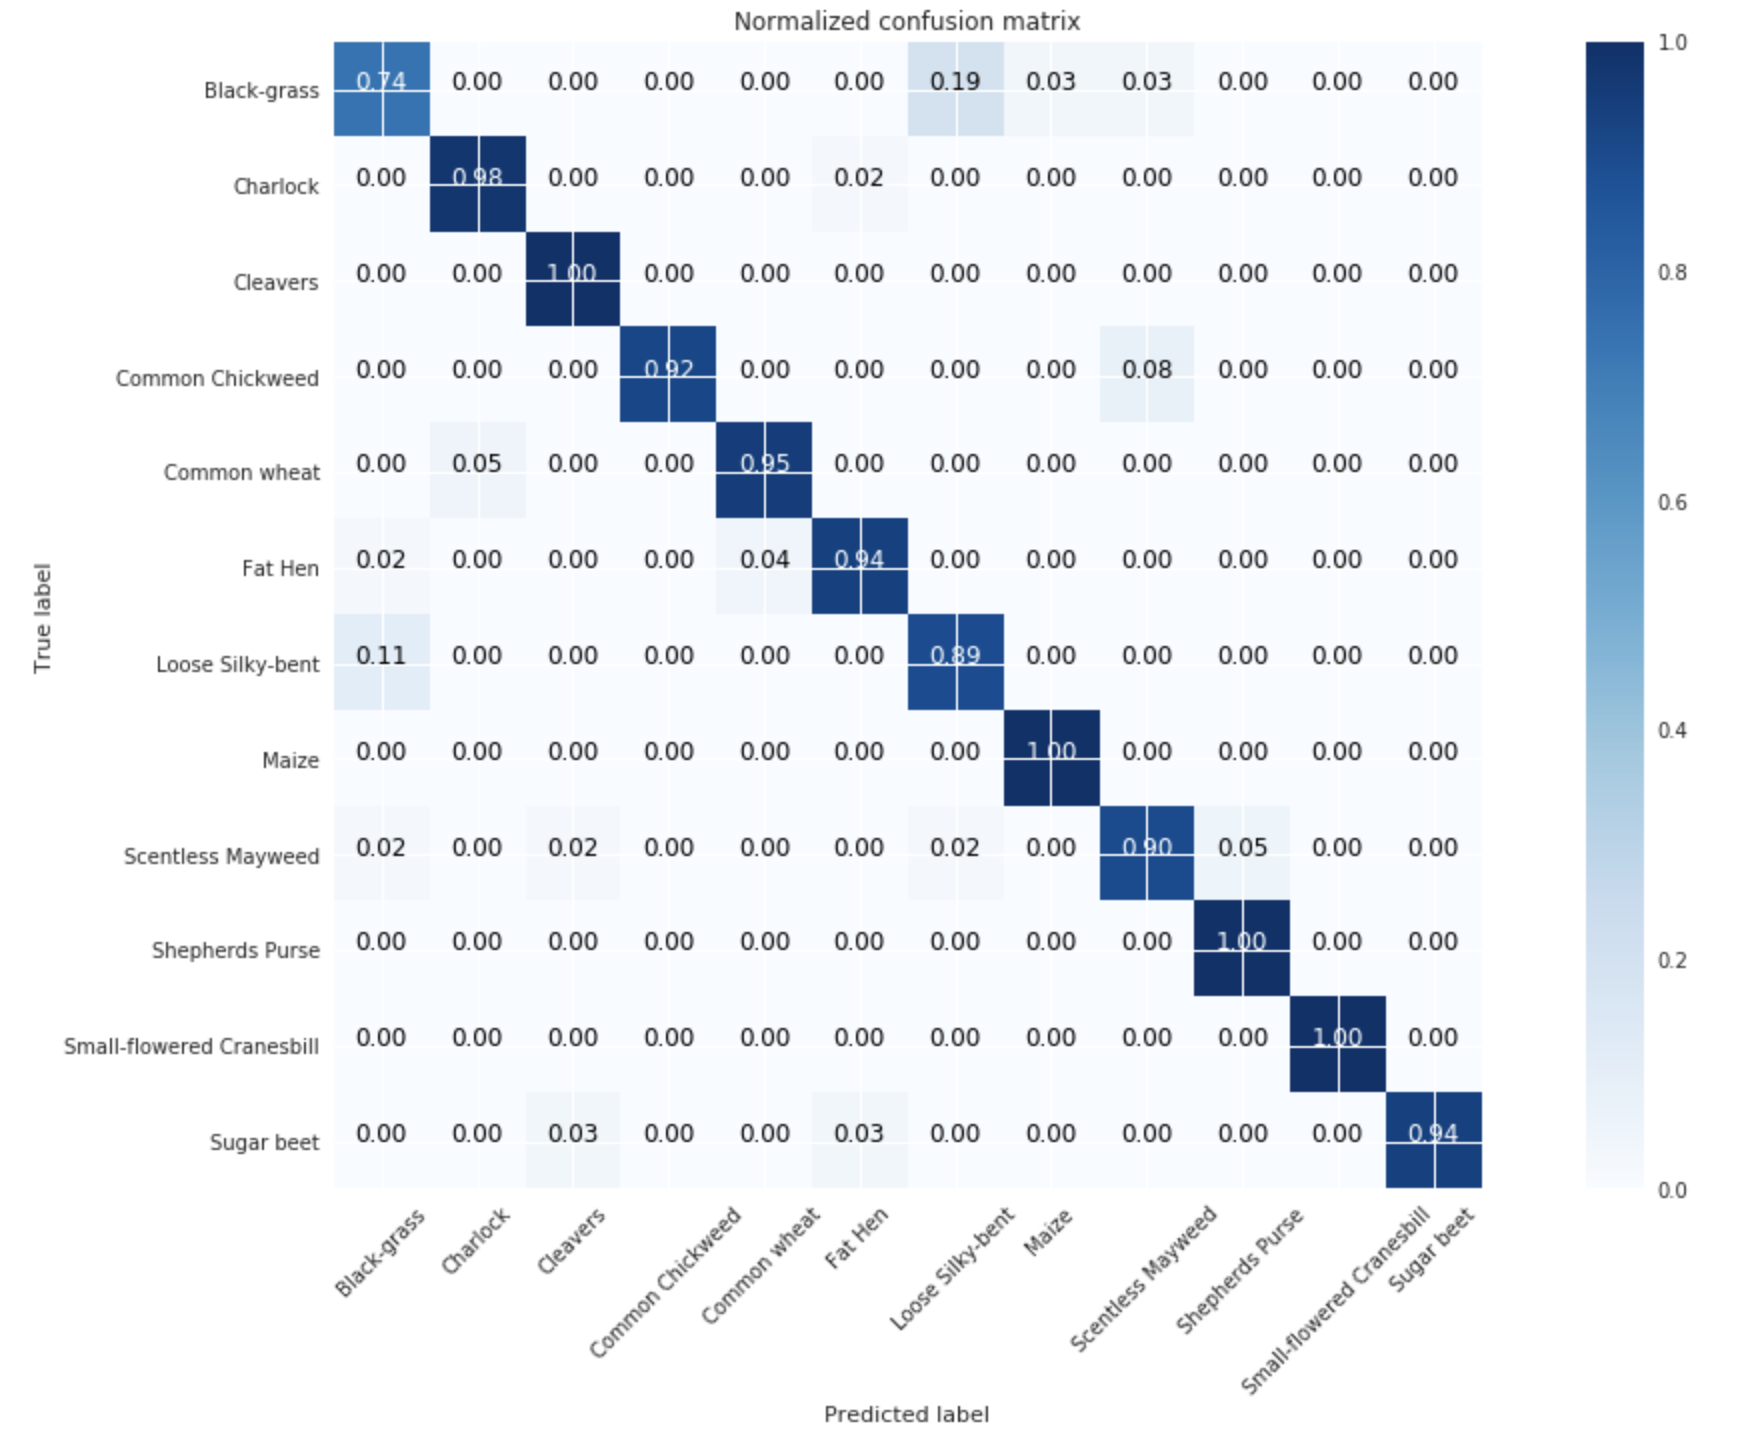 Normalized confusion matrix
Black-grass 0.74 0.00 0.00 0.00 0.00 0.00 0.19 0.03 0.03 0.00 0.00 0.00
Charlock 0.00 0.98 0.00 0.00 0.00 0.02 0.00 0.00 0.00 0.00 0.00 0.00
Cleavers 0.00 0.00 1.00 0.00 0.00 0.00 0.00 0.00 0.00 0.00 0.00 0.00
Common Chickweed 0.00 0.00 0.00 0.92 0.00 0.00 0.00 0.00 0.08 0.00 0.00 0.00
Common wheat 0.00 0.05 0.00 0.00 0.95 0.00 0.00 0.00 0.00 0.00 0.00 0.00
Fat Hen 0.02 0.00 0.00 0.00 0.04 0.94 0.00 0.00 0.00 0.00 0.00 0.00
Loose Silky-bent 0.11 0.00 0.00 0.00 0.00 0.00 0.89 0.00 0.00 0.00 0.00 0.00
Maize 0.00 0.00 0.00 0.00 0.00 0.00 0.00 1.00 0.00 0.00 0.00 0.00
Scentless Mayweed 0.02 0.00 0.02 0.00 0.00 0.00 0.02 0.00 0.90 0.05 0.00 0.00
Shepherds Purse 0.00 0.00 0.00 0.00 0.00 0.00 0.00 0.00 0.00 1.00 0.00 0.00
Small-flowered Cranesbill 0.00 0.00 0.00 0.00 0.00 0.00 0.00 0.00 0.00 0.00 1.00 0.00
Sugar beet 0.00 0.00 0.03 0.00 0.00 0.03 0.00 0.00 0.00 0.00 0.00 0.94
True label
Black-grass
Charlock
Cleavers
Common Chickweed
Common wheat
Fat Hen
Loose Silky-bent
Maize
Scentless Mayweed
Shepherds Purse
Small-flowered Cranesbill
Sugar beet
Predicted label
1.0
0.8
0.6
0.4
0.2
0.0